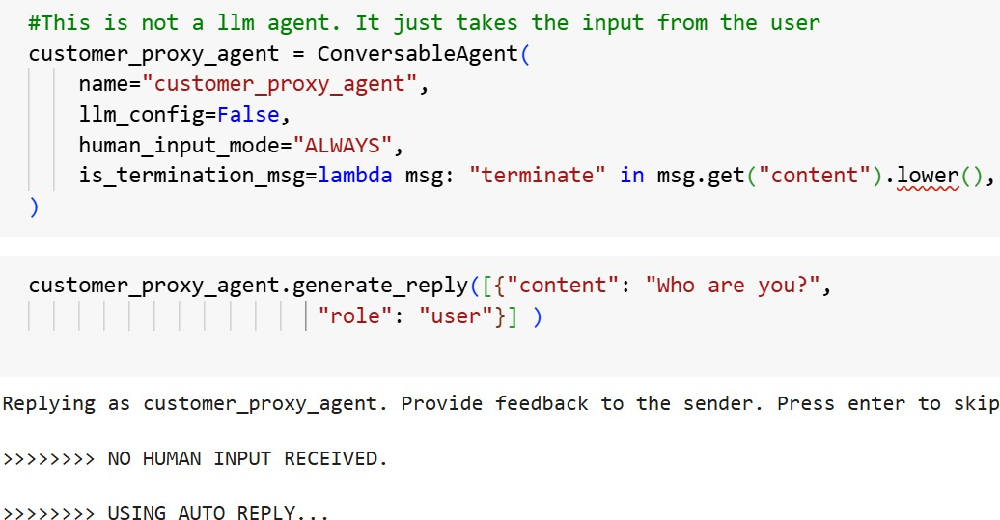 #This is not a llm agent. It just takes the input from the user
customer_proxy_agent = ConversableAgent(
name="customer_proxy_agent",
llm_config=False,
human_input_mode="ALWAYS",
is_termination_msg=lambda msg: "terminate" in msg.get("content").lower(),
)
customer_proxy_agent.generate_reply([{"content": "Who are you?",
"role": "user"}] )
Replying as customer_proxy_agent. Provide feedback to the sender. Press enter to skip
>>>>>>>> NO HUMAN INPUT RECEIVED.
>>>>>>>> USING AUTO REPLY...